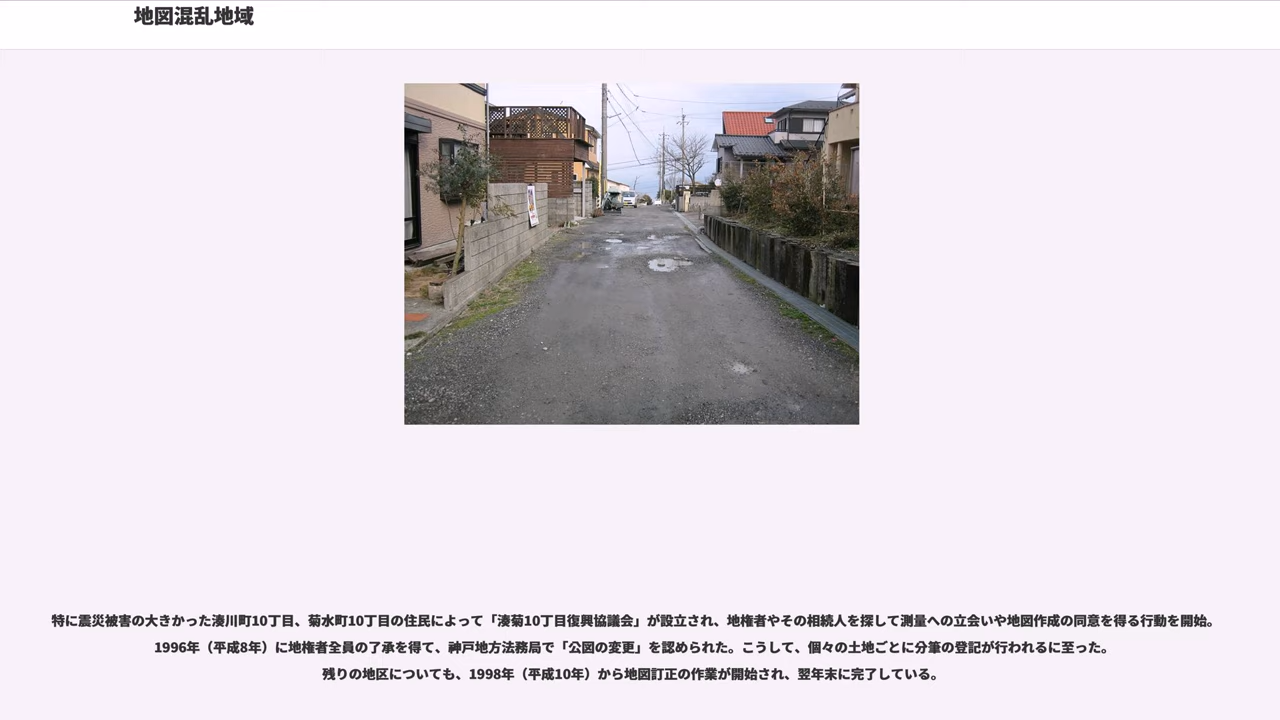 地図混乱地域
特に震災被害の大きかった湊川町10丁目、菊水町10丁目の住民によって「湊菊10丁目復興協議会」が設立され、地権者やその相続人を探して測量への立会いや地図作成の同意を得る行動を開始。
1996年（平成8年）に地権者全員の了承を得て、神戸地方法務局で「公図の変更」を認められた。こうして、個々の土地ごとに分筆の登記が行われるに至った。
残りの地区についても、1998年（平成10年）から地図訂正の作業が開始され、翌年末に完了している。